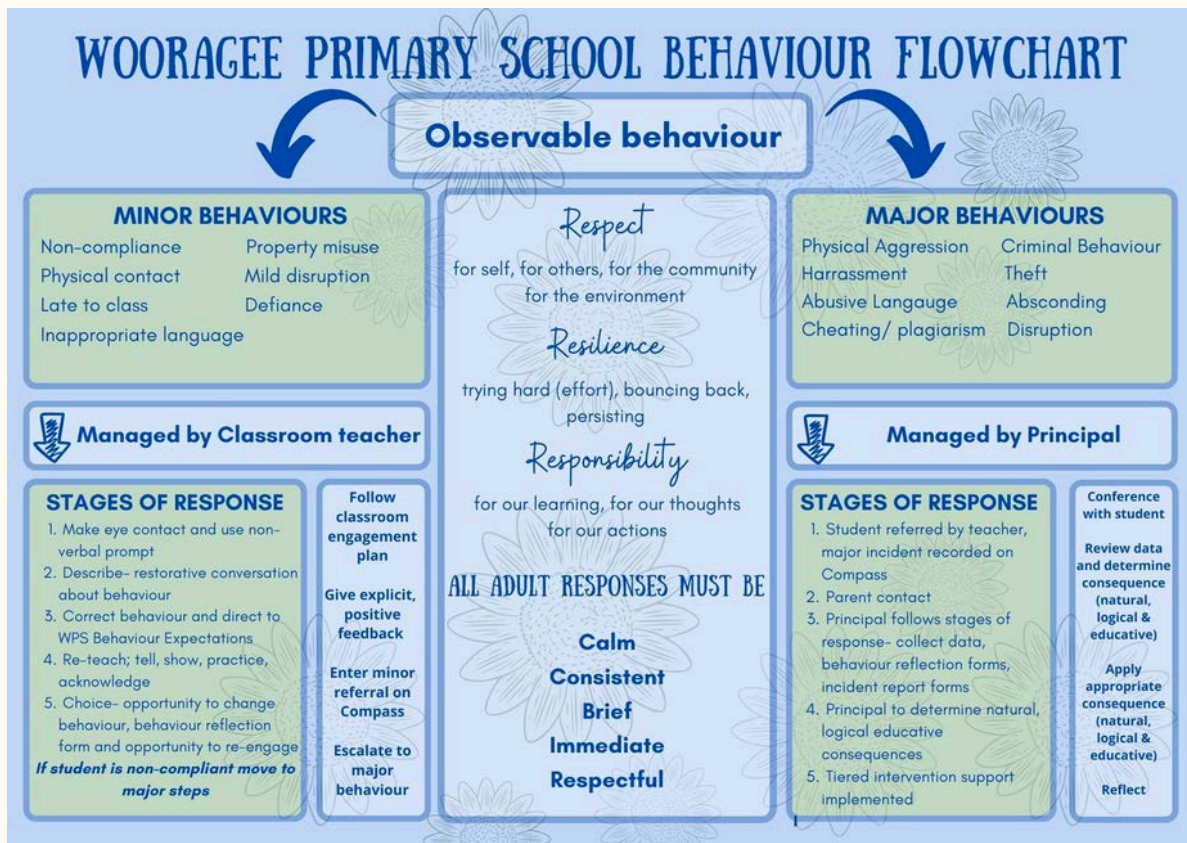 WOORAGEE PRIMARY SCHOOL BEHAVIOUR FLOWCHART
Observable behaviour
MINOR BEHAVIOURS
Non-compliance Property misuse
Physical contact Mild disruption
Late to class Defiance
Inappropriate language
Managed by Classroom teacher
STAGES OF RESPONSE
1. Make eye contact and use non-
verbal prompt
2. Describe- restorative conversation
about behaviour
3. Correct behaviour and direct to
WPS Behaviour Expectations
4. Re-teach; tell, show, practice,
acknowledge
5. Choice- opportunity to change
behaviour, behaviour reflection
form and opportunity to re-engage
If student is non-compliant move to
major steps
Follow
classroom
engagement
plan
Give explicit,
positive
feedback
Enter minor
referral on
Compass
Escalate to
major
behaviour
Respect
for self, for others, for the community
for the environment
Resilience
trying hard (effort), bouncing back,
persisting
Responsibility
for our learning, for our thoughts
for our actions
ALL ADULT RESPONSES MUST BE
Calm
Consistent
Brief
Immediate
Respectful
MAJOR BEHAVIOURS
Physical Aggression Criminal Behaviour
Harrassment Theft
Abusive Langauge Absconding
Cheating/ plagiarism Disruption
Managed by Principal
STAGES OF RESPONSE
1. Student referred by teacher,
major incident recorded on
Compass
2. Parent contact
3. Principal follows stages of
response- collect data,
behaviour reflection forms,
incident report forms
4. Principal to determine natural,
logical educative
consequences
5. Tiered intervention support
implemented
Conference
with student
Review data
and determine
consequence
(natural,
logical &
educative)
Apply
appropriate
consequence
(natural,
logical &
educative)
Reflect